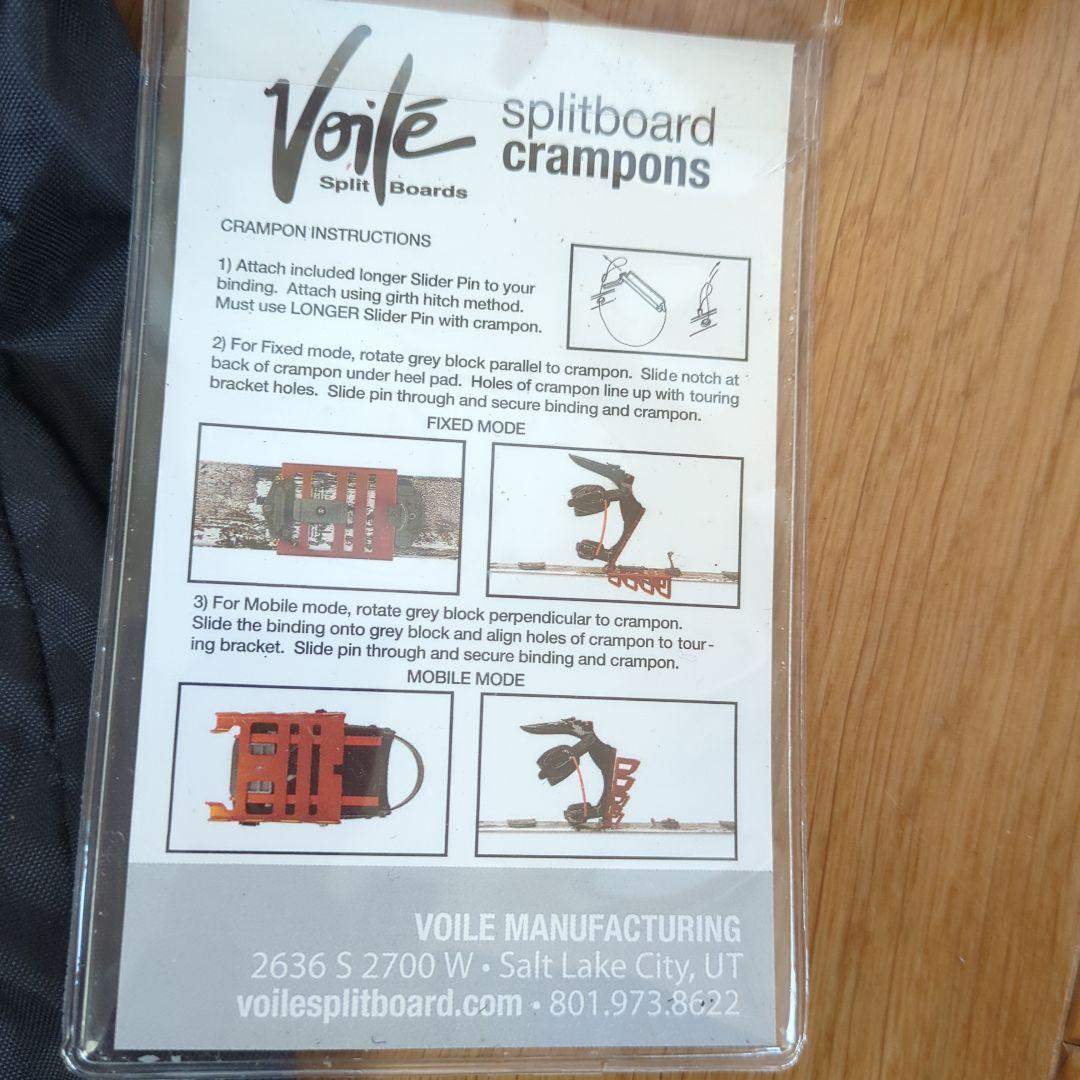 Voilé
Split Boards
splitboard
crampons
CRAMPON INSTRUCTIONS
1) Attach included longer Slider Pin to your
binding. Attach using girth hitch method.
Must use LONGER Slider Pin with crampon.
2) For Fixed mode, rotate grey block parallel to crampon. Slide notch at
back of crampon under heel pad. Holes of crampon line up with touring
bracket holes. Slide pin through and secure binding and crampon.
FIXED MODE
3) For Mobile mode, rotate grey block perpendicular to crampon.
Slide the binding onto grey block and align holes of crampon to tour-
ing bracket. Slide pin through and secure binding and crampon.
MOBILE MODE
VOILE MANUFACTURING
2636 S 2700 W • Salt Lake City, UT
voilesplitboard.com • 801.973.8622